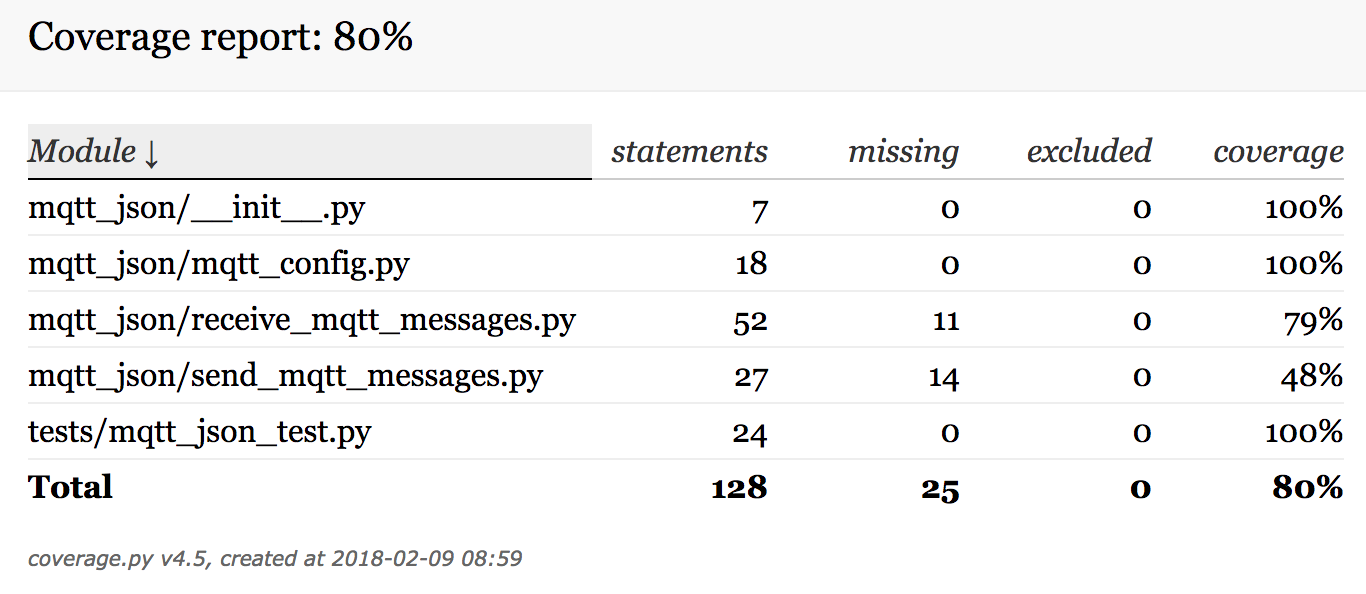 Coverage report: 80%
Module ↓ statements missing excluded coverage
mqtt_json/__init__.py 7 0 0 100%
mqtt_json/mqtt_config.py 18 0 0 100%
mqtt_json/receive_mqtt_messages.py 52 11 0 79%
mqtt_json/send_mqtt_messages.py 27 14 0 48%
tests/mqtt_json_test.py 24 0 0 100%
Total 128 25 0 80%
coverage.py v4.5, created at 2018-02-09 08:59